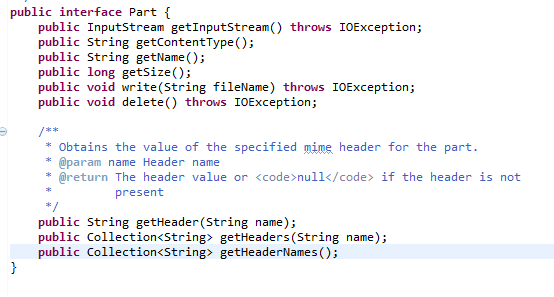 public interface Part {
public InputStream getInputStream() throws IOException;
public String getContentType();
public String getName();
public long getSize();
public void write(String fileName) throws IOException;
public void delete() throws IOException;
/**
* Obtains the value of the specified mime header for the part.
* @param name Header name
* @return The header value or <code>null</code> if the header is not
* present
*/
public String getHeader(String name);
public Collection<String> getHeaders(String name);
public Collection<String> getHeaderNames();
}